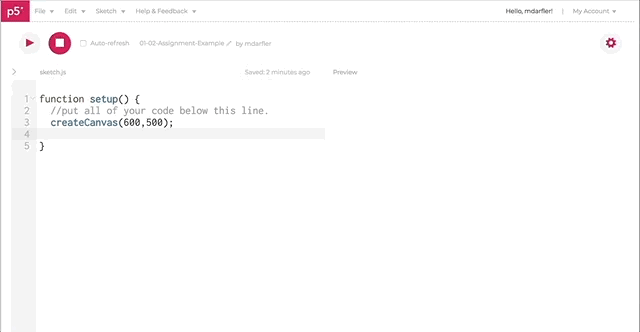 p5* File Edit Sketch Help & Feedback Hello, mdarfler! | My Account
Auto-refresh 01-02-Assignment-Example by mdarfler
sketch.js Saved: 2 minutes ago Preview
1 function setup() {
2 //put all of your code below this line.
3 createCanvas(600,500);
4
5 }